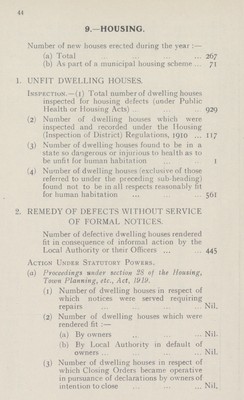 44
9.—HOUSING.
Number of new houses erected during the year :—
(a) Total ... ... ... ... 267
(b) As part of a municipal housing scheme ... 71
1. UNFIT DWELLING HOUSES.
INSPECTION.—(1) Total number of dwelling houses
inspected for housing defects (under Public
Health or Housing Acts) ... ... ... 929
(2) Number of dwelling houses which were
inspected and recorded under the Housing
(Inspection of District) Regulations, 1910 ... 117
(3) Number of dwelling houses found to be in a
state so dangerous or injurious to health as to
be unfit for human habitation ... ... 1
(4) Number of dwelling houses (exclusive of those
referred to under the preceding sub-heading)
found not to be in all respects reasonably fit
for human habitation ... ... ... 561
2. REMEDY OF DEFECTS WITHOUT SERVICE
OF FORMAL NOTICES.
Number of defective dwelling houses rendered
fit in consequence of informal action by the
Local Authority or their Officers ... ... 445
ACTION UNDER STATUTORY POWERS.
(a) Proceedings under section 28 of the Housing,
Town Planning, etc., Act, 1919.
(1) Number of dwelling houses in respect of
which notices were served requiring
repairs ... ... ... ... Nil.
(2) Number of dwelling houses which were
rendered fit :—
(a) By owners ... ... ... Nil.
(b) By Local Authority in default of
owners ... ... ... ... Nil.
(3) Number of dwelling houses in respect of
which Closing Orders became operative
in pursuance of declarations by owners of
intention to close ... ... ... Nil.